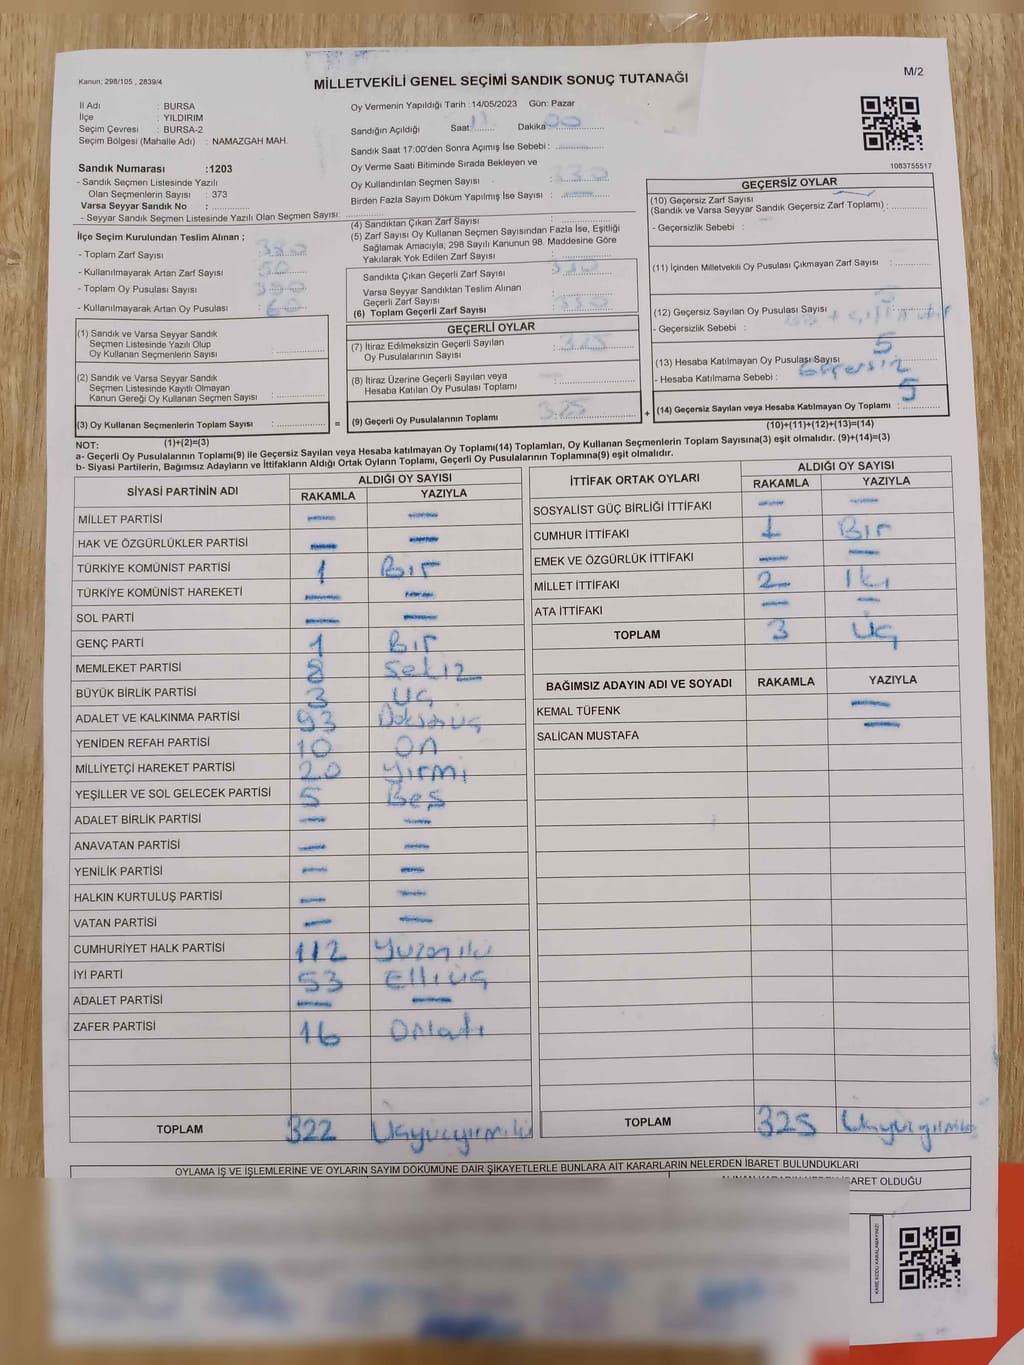 Kanun; 298/105 , 2839/4
MİLLETVEKİLİ GENEL SEÇİMİ SANDIK SONUÇ TUTANAĞI
M/2
İl Adı : BURSA
İlçe : YILDIRIM
Seçim Çevresi : BURSA-2
Seçim Bölgesi (Mahalle Adı) : NAMAZGAH MAH.
Sandık Numarası :1203
- Sandık Seçmen Listesinde Yazılı
Olan Seçmenlerin Sayısı : 373
Varsa Seyyar Sandık No :
- Seyyar Sandık Seçmen Listesinde Yazılı Olan Seçmen Sayısı:
Oy Vermenin Yapıldığı Tarih :14/05/2023 Gün: Pazar
Sandığın Açıldığı Saat: Dakika 00
Sandık Saat 17:00'den Sonra Açımış İse Sebebi :
Oy Verme Saati Bitiminde Sırada Bekleyen ve
Oy Kullandırılan Seçmen Sayısı : 330
Birden Fazla Sayım Döküm Yapılmış İse Sayısı :
1083755517
İlçe Seçim Kurulundan Teslim Alınan ;
- Toplam Zarf Sayısı : 380
- Kullanılmayarak Artan Zarf Sayısı : 50
- Toplam Oy Pusulası Sayısı : 390
- Kullanılmayarak Artan Oy Pusulası : 60
(1) Sandık ve Varsa Seyyar Sandık
Seçmen Listesinde Yazılı Olup
Oy Kullanan Seçmenlerin Sayısı :
(2) Sandık ve Varsa Seyyar Sandık
Seçmen Listesinde Kayıtlı Olmayan
Kanun Gereği Oy Kullanan Seçmen Sayısı :
(3) Oy Kullanan Seçmenlerin Toplam Sayısı :
(1)+(2)=(3)
(4) Sandıktan Çıkan Zarf Sayısı :
(5) Zarf Sayısı Oy Kullanan Seçmen Sayısından Fazla İse, Eşitliği
Sağlamak Amacıyla; 298 Sayılı Kanunun 98. Maddesine Göre
Yakılarak Yok Edilen Zarf Sayısı :
Sandıkta Çıkan Geçerli Zarf Sayısı : 330
Varsa Seyyar Sandıktan Teslim Alınan
Geçerli Zarf Sayısı :
(6) Toplam Geçerli Zarf Sayısı : 330
GEÇERLİ OYLAR
(7) İtiraz Edilmeksizin Geçerli Sayılan
Oy Pusulalarının Sayısı : 325
(8) İtiraz Üzerine Geçerli Sayılan veya
Hesaba Katılan Oy Pusulası Toplamı :
= (9) Geçerli Oy Pusulalarının Toplamı : 325 +
GEÇERSİZ OYLAR
(10) Geçersiz Zarf Sayısı
(Sandık ve Varsa Seyyar Sandık Geçersiz Zarf Toplamı) :
- Geçersizlik Sebebi :
(11) İçinden Milletvekili Oy Pusulası Çıkmayan Zarf Sayısı :
(12) Geçersiz Sayılan Oy Pusulası Sayısı : 5
- Geçersizlik Sebebi :
(13) Hesaba Katılmayan Oy Pusulası Sayısı : 5
- Hesaba Katılmama Sebebi : Geçersiz
(14) Geçersiz Sayılan veya Hesaba Katılmayan Oy Toplamı : 5
(10)+(11)+(12)+(13)=(14)
NOT:
a- Geçerli Oy Pusulaların Toplamı(9) ile Geçersiz Sayılan veya Hesaba katılmayan Oy Toplamı(14) Toplamları, Oy Kullanan Seçmenlerin Toplam Sayısına(3) eşit olmalıdır. (9)+(14)=(3)
b- Siyasi Partilerin, Bağımsız Adayların ve İttifakların Aldığı Ortak Oyların Toplamı, Geçerli Oy Pusulalarının Toplamına(9) eşit olmalıdır.
SİYASİ PARTİNİN ADI ALDIĞI OY SAYISI
RAKAMLA YAZIYLA
MİLLET PARTİSİ — —
HAK VE ÖZGÜRLÜKLER PARTİSİ — —
TÜRKİYE KOMÜNİST PARTİSİ 1 Bir
TÜRKİYE KOMÜNİST HAREKETİ — —
SOL PARTİ — —
GENÇ PARTİ 1 Bir
MEMLEKET PARTİSİ 8 Sekiz
BÜYÜK BİRLİK PARTİSİ 3 Üç
ADALET VE KALKINMA PARTİSİ 93 Doksanüç
YENİDEN REFAH PARTİSİ 10 On
MİLLİYETÇİ HAREKET PARTİSİ 20 Yirmi
YEŞİLLER VE SOL GELECEK PARTİSİ 5 Beş
ADALET BİRLİK PARTİSİ — —
ANAVATAN PARTİSİ — —
YENİLİK PARTİSİ — —
HALKIN KURTULUŞ PARTİSİ — —
VATAN PARTİSİ — —
CUMHURİYET HALK PARTİSİ 112 Yüzoniki
İYİ PARTİ 53 Elliüç
ADALET PARTİSİ — —
ZAFER PARTİSİ 16 Onaltı
TOPLAM 322 Üçyüzyirmiiki
İTTİFAK ORTAK OYLARI ALDIĞI OY SAYISI
RAKAMLA YAZIYLA
SOSYALİST GÜÇ BİRLİĞİ İTTİFAKI — —
CUMHUR İTTİFAKI 1 Bir
EMEK VE ÖZGÜRLÜK İTTİFAKI — —
MİLLET İTTİFAKI 2 İki
ATA İTTİFAKI — —
TOPLAM 3 Üç
BAĞIMSIZ ADAYIN ADI VE SOYADI RAKAMLA YAZIYLA
KEMAL TÜFENK —
SALİCAN MUSTAFA —
TOPLAM 325 Üçyüzyirmibeş
OYLAMA İŞ VE İŞLEMLERİNE VE OYLARIN SAYIM DÖKÜMÜNE DAİR ŞİKAYETLERLE BUNLARA AİT KARARLARIN NELERDEN İBARET BULUNDUKLARI
BARET OLDUĞU
KAREKODU KARALAMAYINIZ!